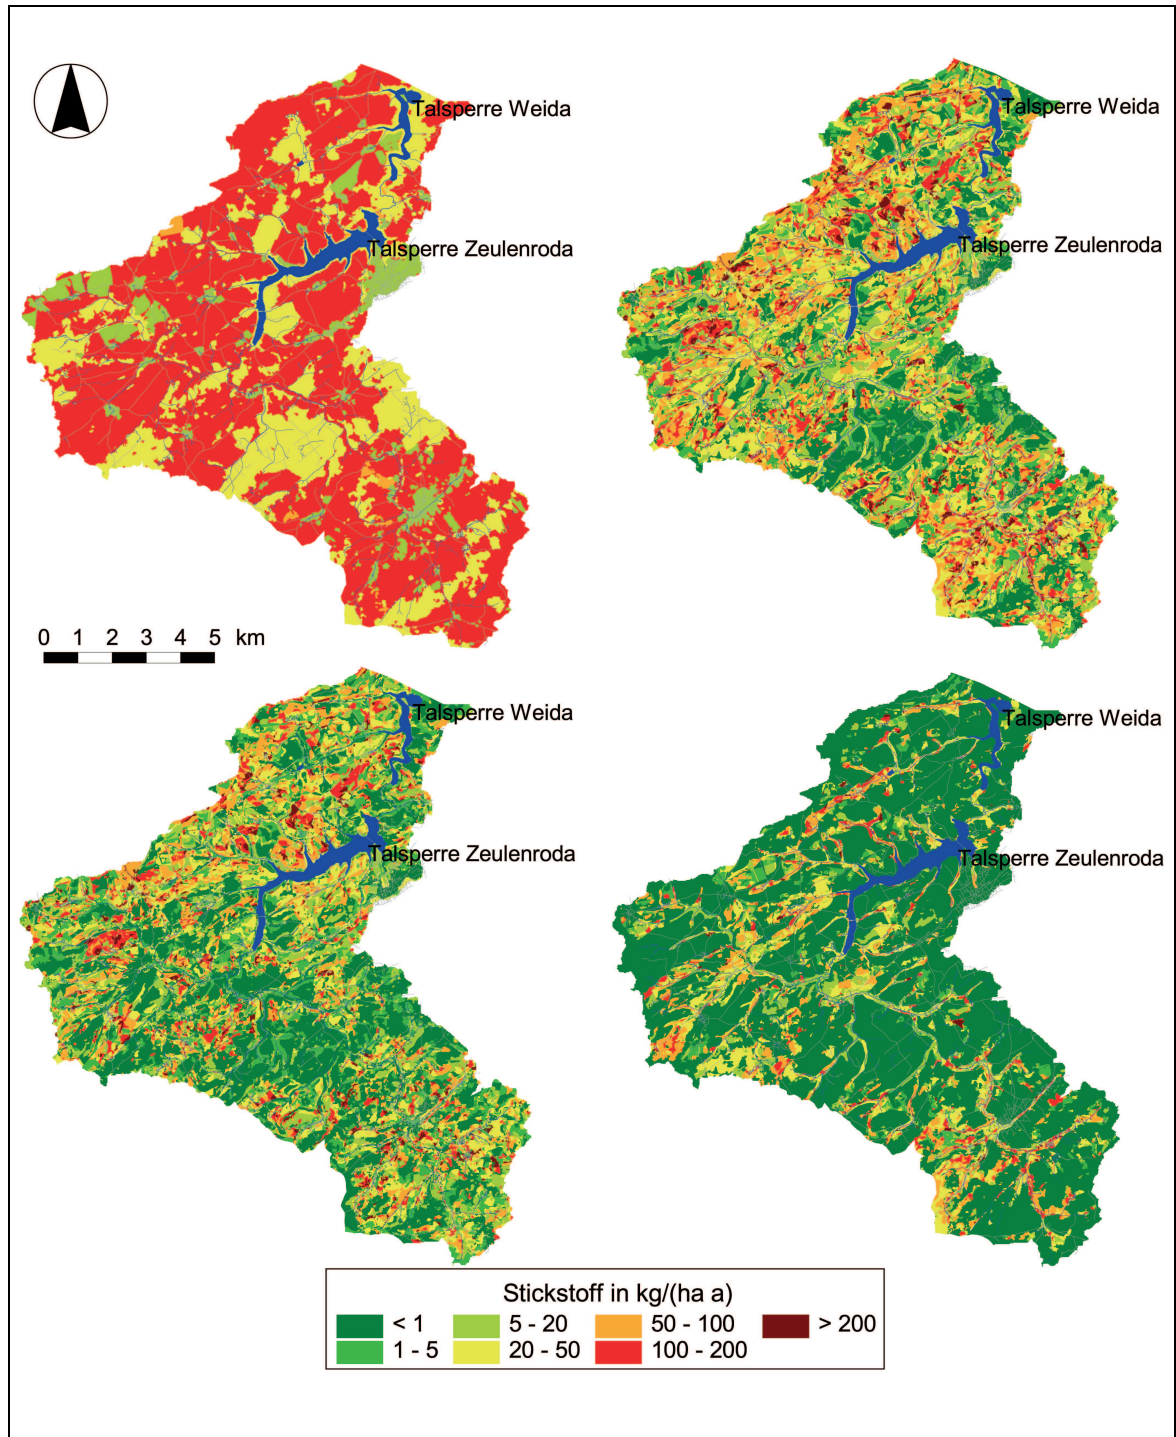 Talsperre Weida
Talsperre Weida
Talsperre Zeulenroda
Talsperre Zeulenroda
0 1 2 3 4 5 km
Talsperre Weida
Talsperre Weida
Talsperre Zeulenroda
Talsperre Zeulenroda
Stickstoff in kg/(ha a)
< 1 5 - 20 50 - 100 > 200
1 - 5 20 - 50 100 - 200